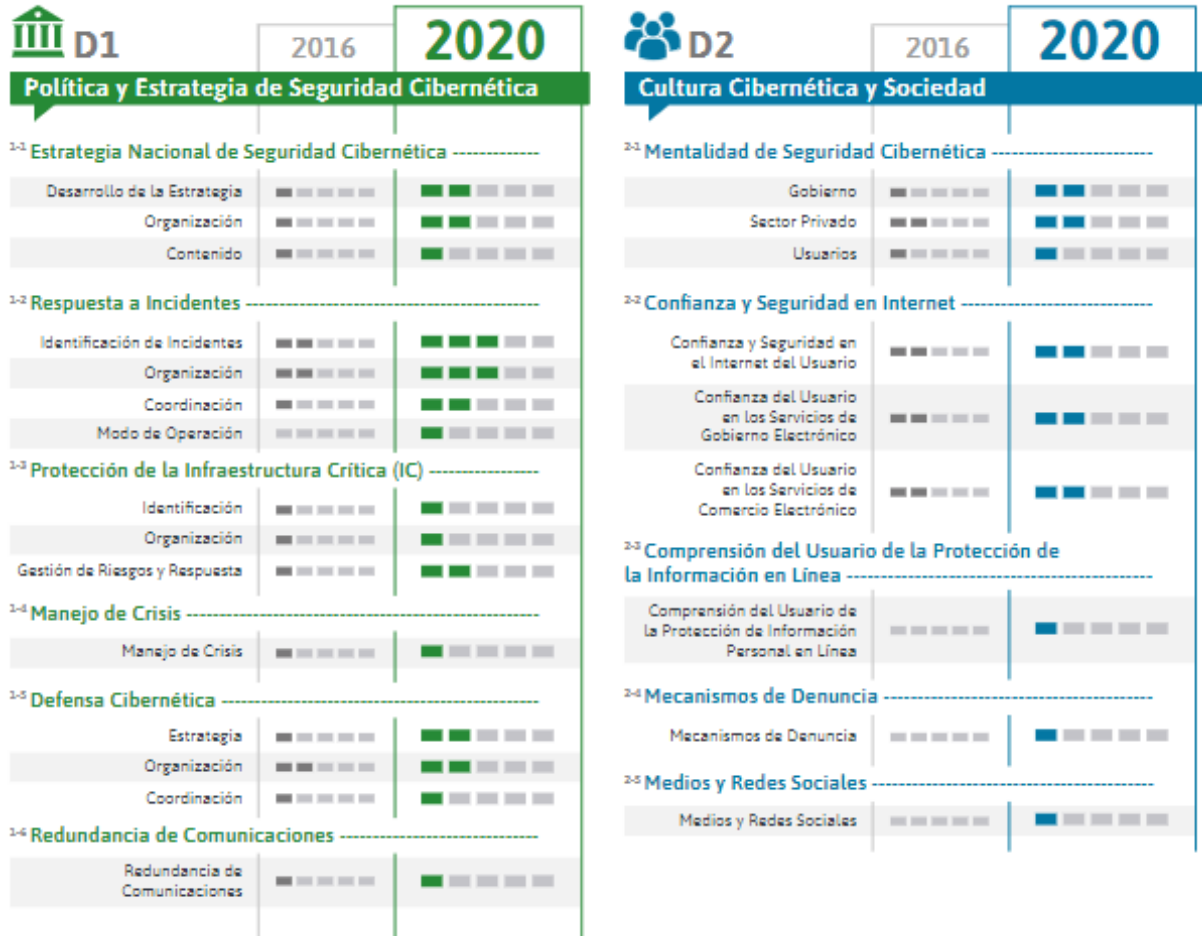 D1
2016
2020
Política y Estrategia de Seguridad Cibernética
1-1 Estrategia Nacional de Seguridad Cibernética
Desarrollo de la Estrategia
Organización
Contenido
1-2 Respuesta a Incidentes
Identificación de Incidentes
Organización
Coordinación
Modo de Operación
1-3 Protección de la Infraestructura Crítica (IC)
Identificación
Organización
Gestión de Riesgos y Respuesta
1-4 Manejo de Crisis
Manejo de Crisis
1-5 Defensa Cibernética
Estrategia
Organización
Coordinación
1-6 Redundancia de Comunicaciones
Redundancia de
Comunicaciones
D2
2016
2020
Cultura Cibernética y Sociedad
2-1 Mentalidad de Seguridad Cibernética
Gobierno
Sector Privado
Usuarios
2-2 Confianza y Seguridad en Internet
Confianza y Seguridad en
el Internet del Usuario
Confianza del Usuario
en los Servicios de
Gobierno Electrónico
Confianza del Usuario
en los Servicios de
Comercio Electrónico
2-3 Comprensión del Usuario de la Protección de
la Información en Línea
Comprensión del Usuario de
la Protección de Información
Personal en Línea
2-4 Mecanismos de Denuncia
Mecanismos de Denuncia
2-5 Medios y Redes Sociales
Medios y Redes Sociales